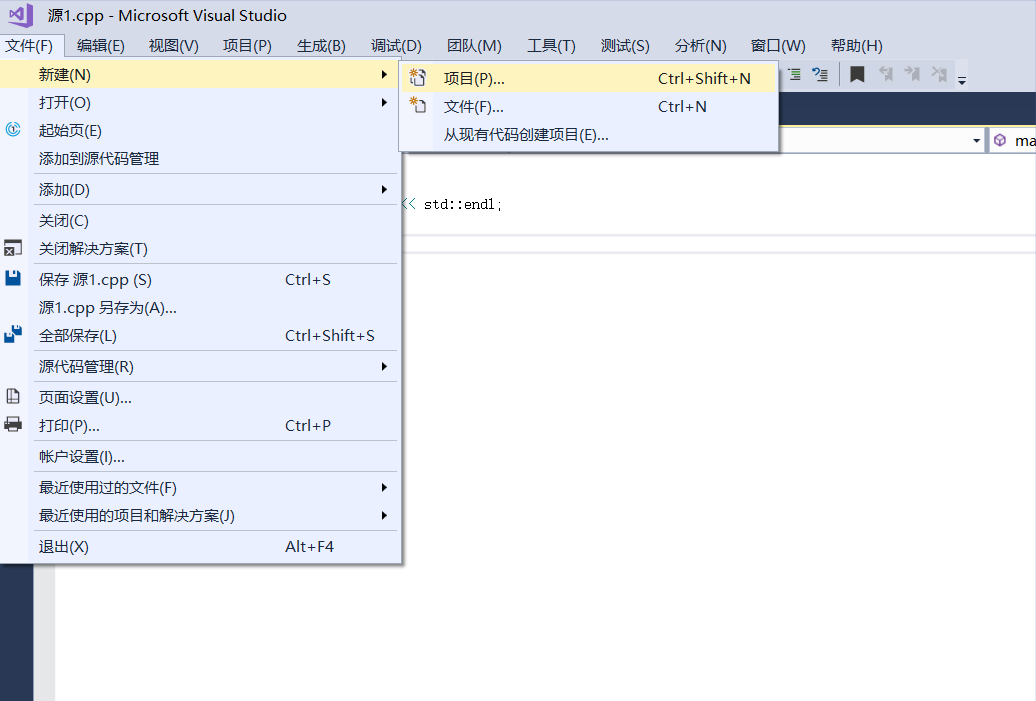 源1.cpp - Microsoft Visual Studio
文件(F) 编辑(E) 视图(V) 项目(P) 生成(B) 调试(D) 团队(M) 工具(T) 测试(S) 分析(N) 窗口(W) 帮助(H)
新建(N)
项目(P)... Ctrl+Shift+N
打开(O)
文件(F)... Ctrl+N
起始页(E)
从现有代码创建项目(E)...
ma
添加到源代码管理
添加(D)
<< std::endl;
关闭(C)
关闭解决方案(T)
保存 源1.cpp (S) Ctrl+S
源1.cpp 另存为(A)...
全部保存(L) Ctrl+Shift+S
源代码管理(R)
页面设置(U)...
打印(P)... Ctrl+P
帐户设置(I)...
最近使用过的文件(F)
最近使用的项目和解决方案(J)
退出(X) Alt+F4